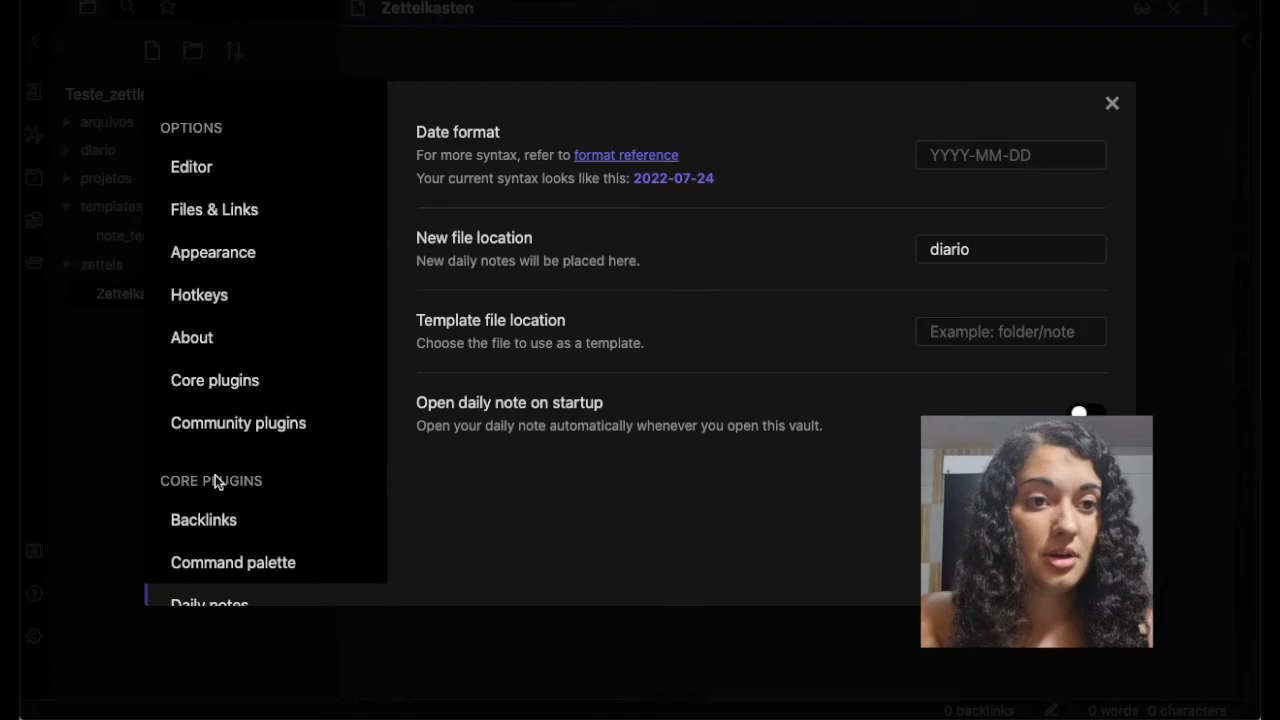 Zettelkasten
Teste_zettle
arquivos
diario
projetos
templates
note_te
zettels
Zettelka
OPTIONS
Editor
Files & Links
Appearance
Hotkeys
About
Core plugins
Community plugins
CORE PLUGINS
Backlinks
Command palette
Daily notes
Date format
For more syntax, refer to format reference
Your current syntax looks like this: 2022-07-24
YYYY-MM-DD
New file location
New daily notes will be placed here.
diario
Template file location
Choose the file to use as a template.
Example: folder/note
Open daily note on startup
Open your daily note automatically whenever you open this vault.
0 backlinks
0 words 0 characters